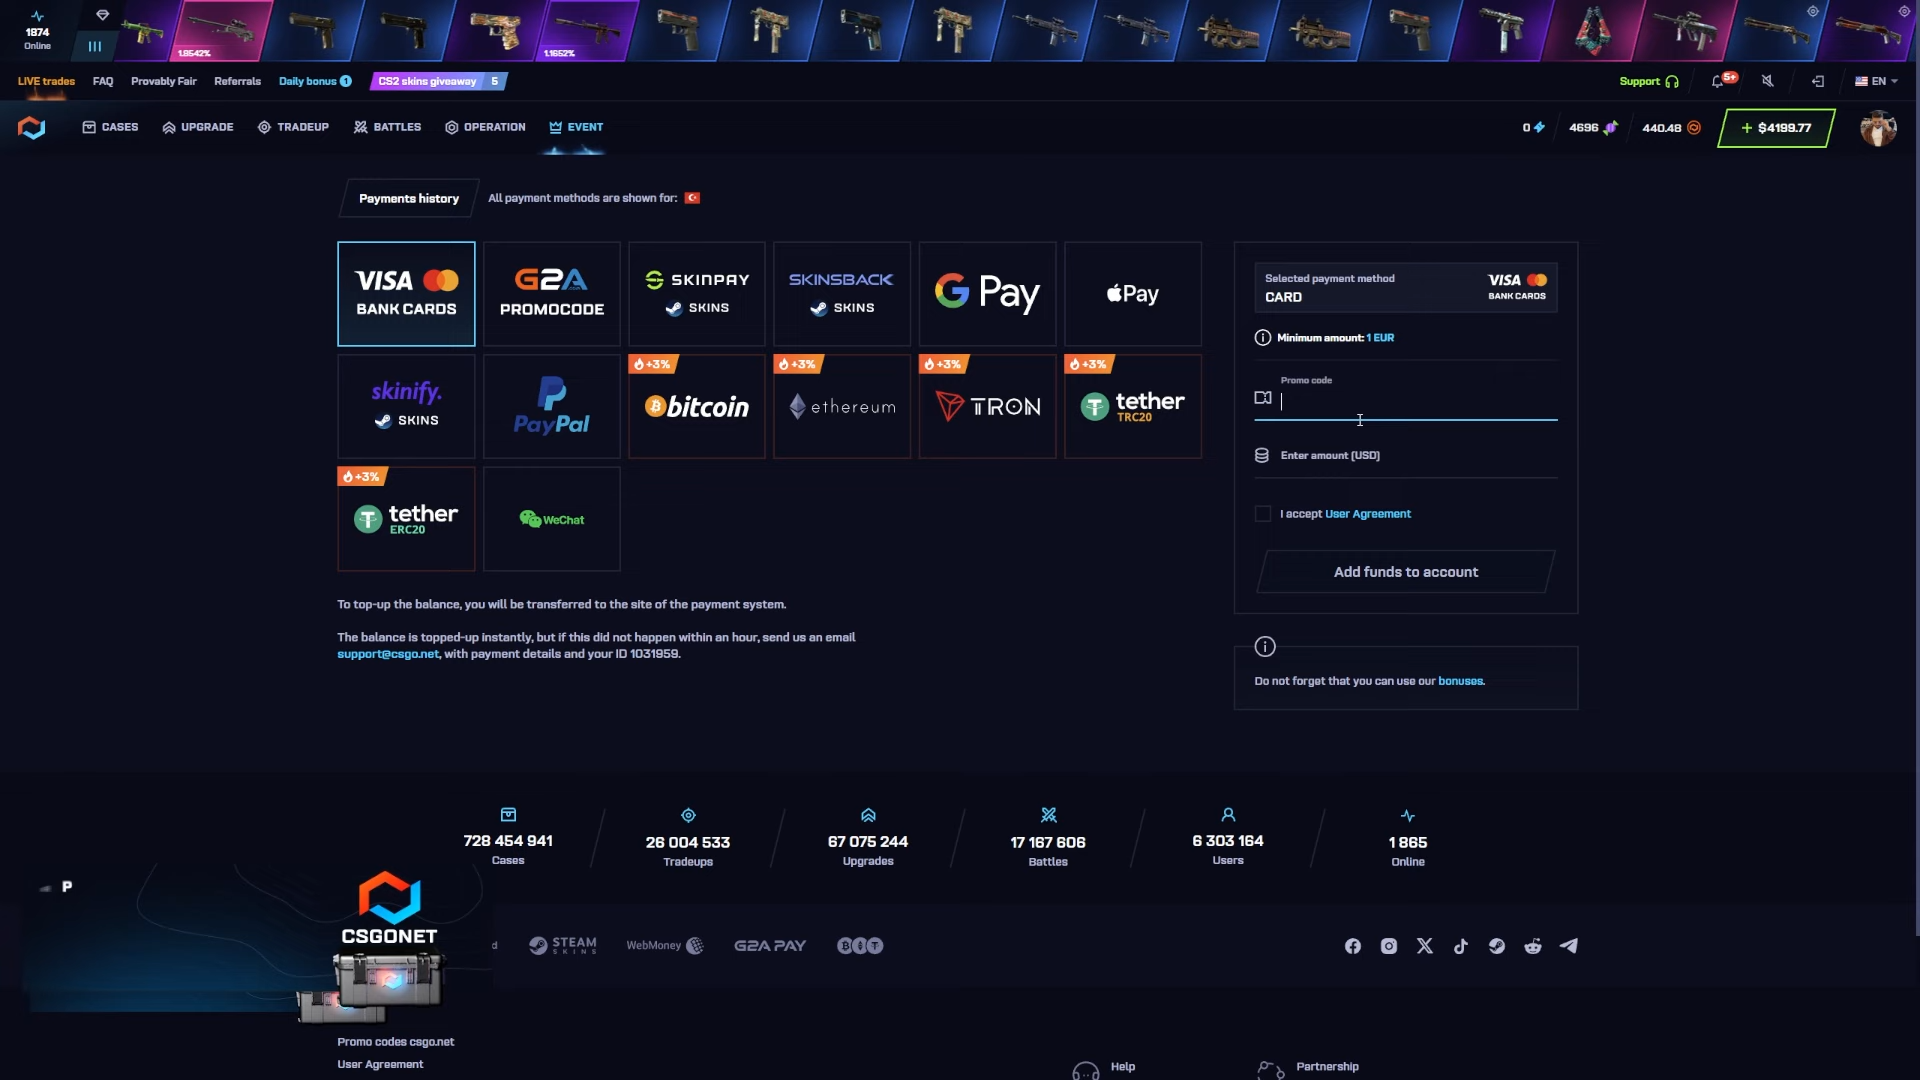 1874
Online
1.8542%
1.1652%
LIVE trades
FAQ
Provably Fair
Referrals
Daily bonus 1
CS2 skins giveaway 5
Support
5+
EN
CASES
UPGRADE
TRADEUP
BATTLES
OPERATION
EVENT
0
4696
440.48
+ $4199.77
Payments history
All payment methods are shown for:
VISA
BANK CARDS
G2A.COM
PROMOCODE
SKINPAY
SKINS
SKINSBACK
SKINS
G Pay
Pay
skinify.
SKINS
PayPal
+3%
bitcoin
+3%
ethereum
+3%
TRON
+3%
tether
TRC20
+3%
tether
ERC20
WeChat
Selected payment method
CARD
VISA
BANK CARDS
Minimum amount: 1 EUR
Promo code
Enter amount (USD)
I accept User Agreement
Add funds to account
Do not forget that you can use our bonuses.
To top-up the balance, you will be transferred to the site of the payment system.
The balance is topped-up instantly, but if this did not happen within an hour, send us an email
support@csgo.net, with payment details and your ID 1031959.
728 454 941
Cases
26 004 533
Tradeups
67 075 244
Upgrades
17 167 606
Battles
6 303 164
Users
1 865
Online
P
CSGONET
d
STEAM
SKINS
WebMoney
G2A PAY
Promo codes csgo.net
User Agreement
Help
Partnership